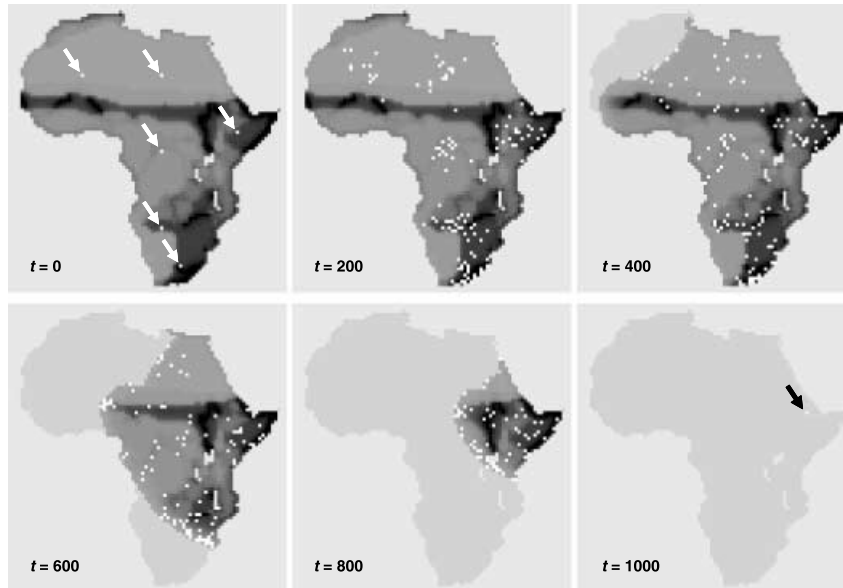 t = 0
t = 200
t = 400
t = 600
t = 800
t = 1000